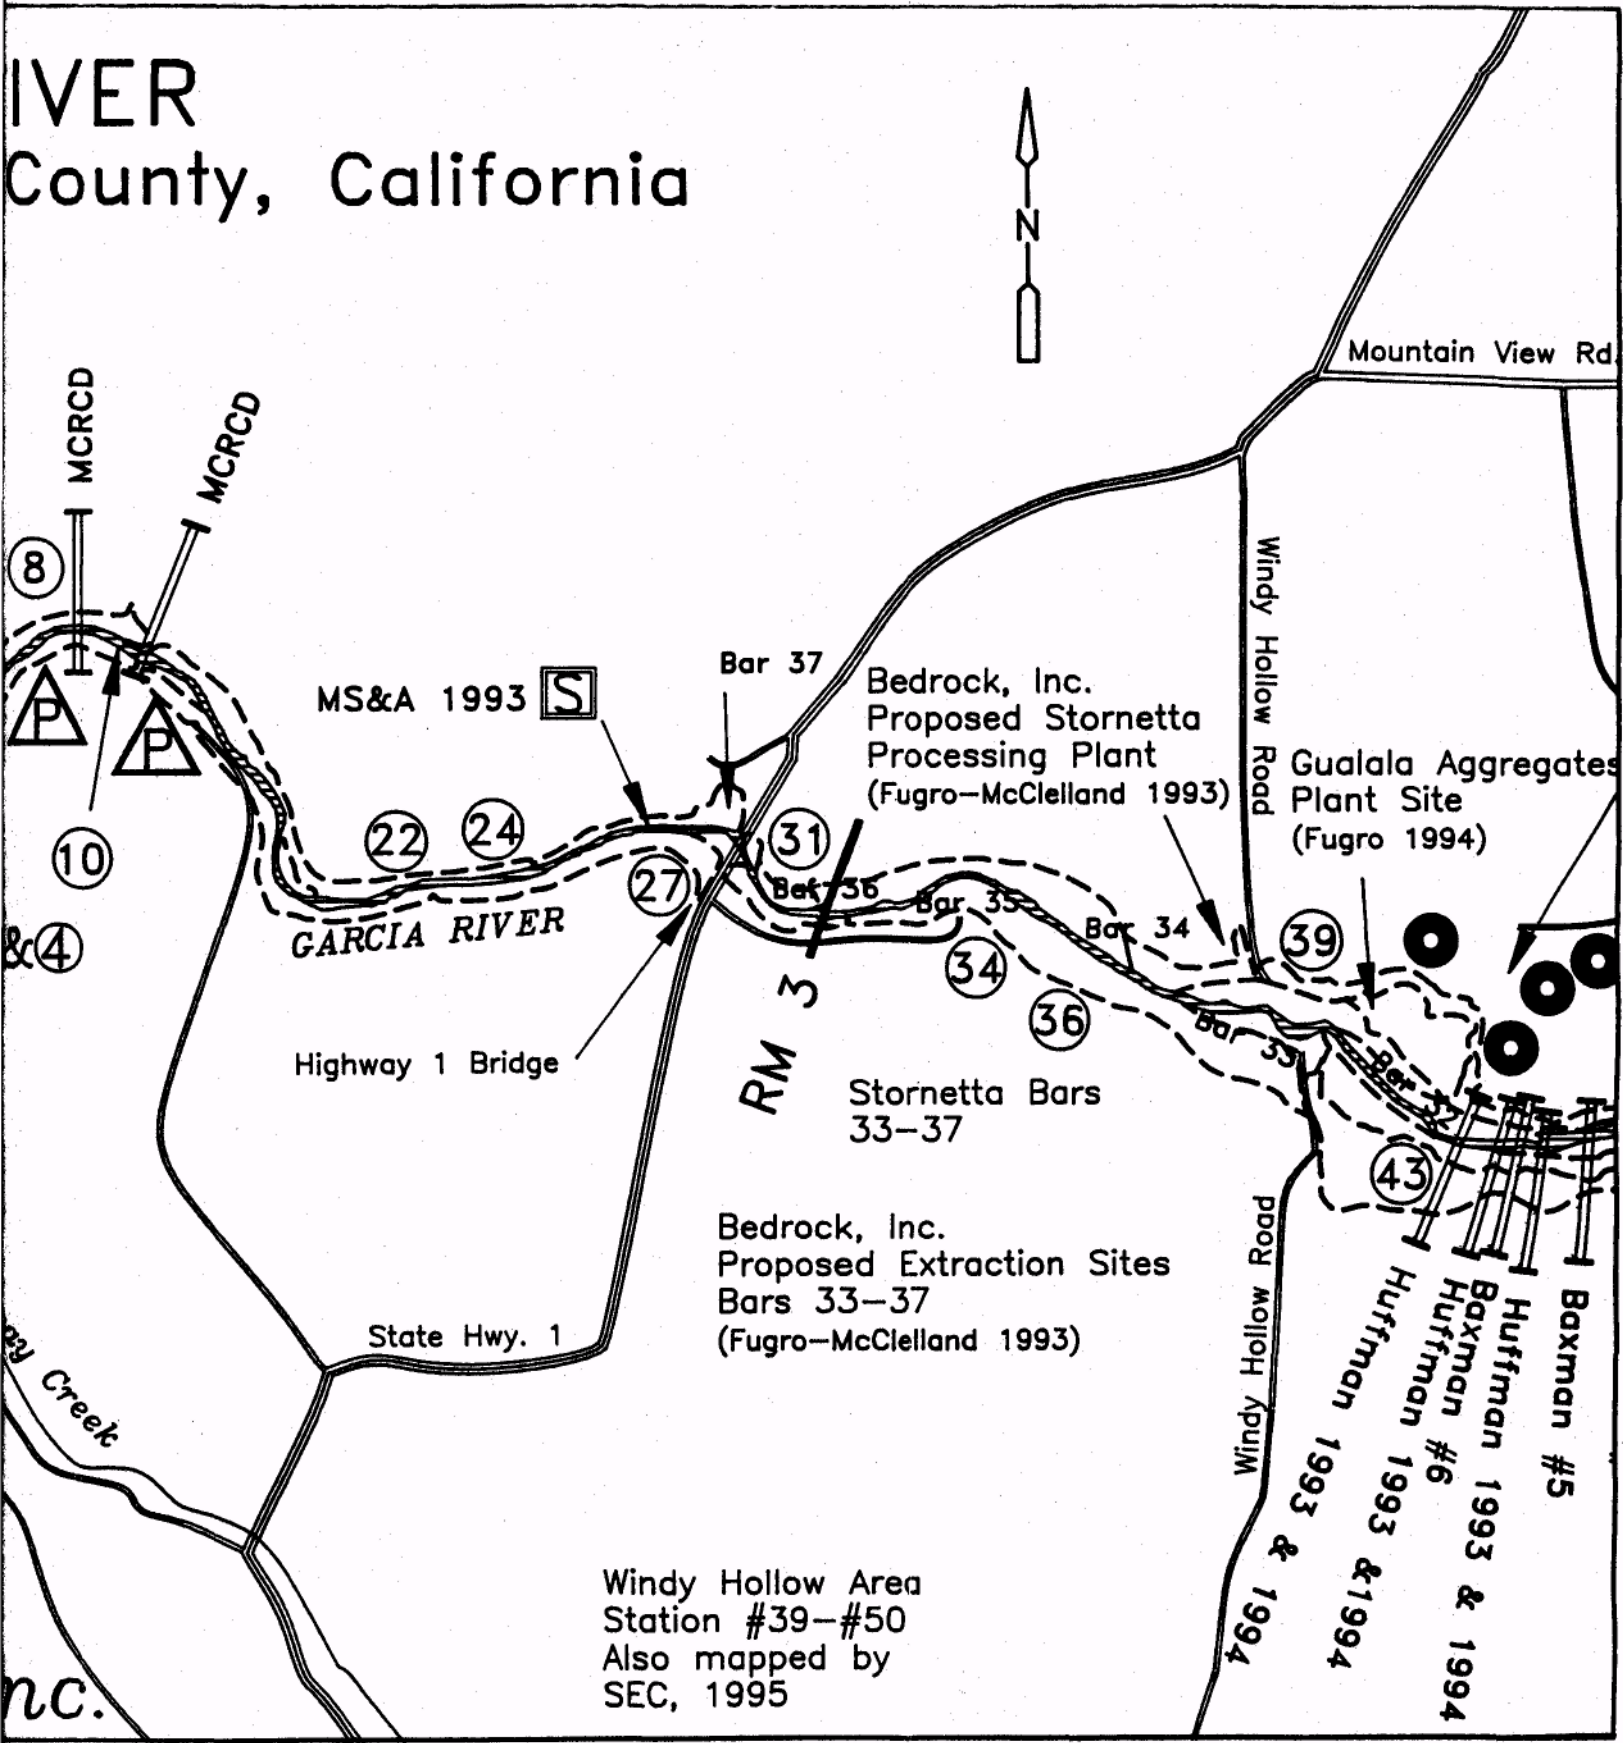 IVER
County, California
N
Mountain View Rd.
MCRCD
MCRCD
8
P
P
10
&4
MS&A 1993 S
Bar 37
Bedrock, Inc.
Proposed Stornetta
Processing Plant
(Fugro-McClelland 1993)
Windy Hollow Road
Gualala Aggregates
Plant Site
(Fugro 1994)
22
24
27
31
GARCIA RIVER
Bar 36
Bar 35
Bar 34
34
36
39
Bar 33
Bar 32
43
Highway 1 Bridge
RM 3
Stornetta Bars
33-37
Bedrock, Inc.
Proposed Extraction Sites
Bars 33-37
(Fugro-McClelland 1993)
State Hwy. 1
Windy Hollow Road
Huffman 1993 & 1994
Huffman 1993 &1994
Baxman #6
Huffman 1993 & 1994
Baxman #5
ay Creek
Windy Hollow Area
Station #39-#50
Also mapped by
SEC, 1995
nc.